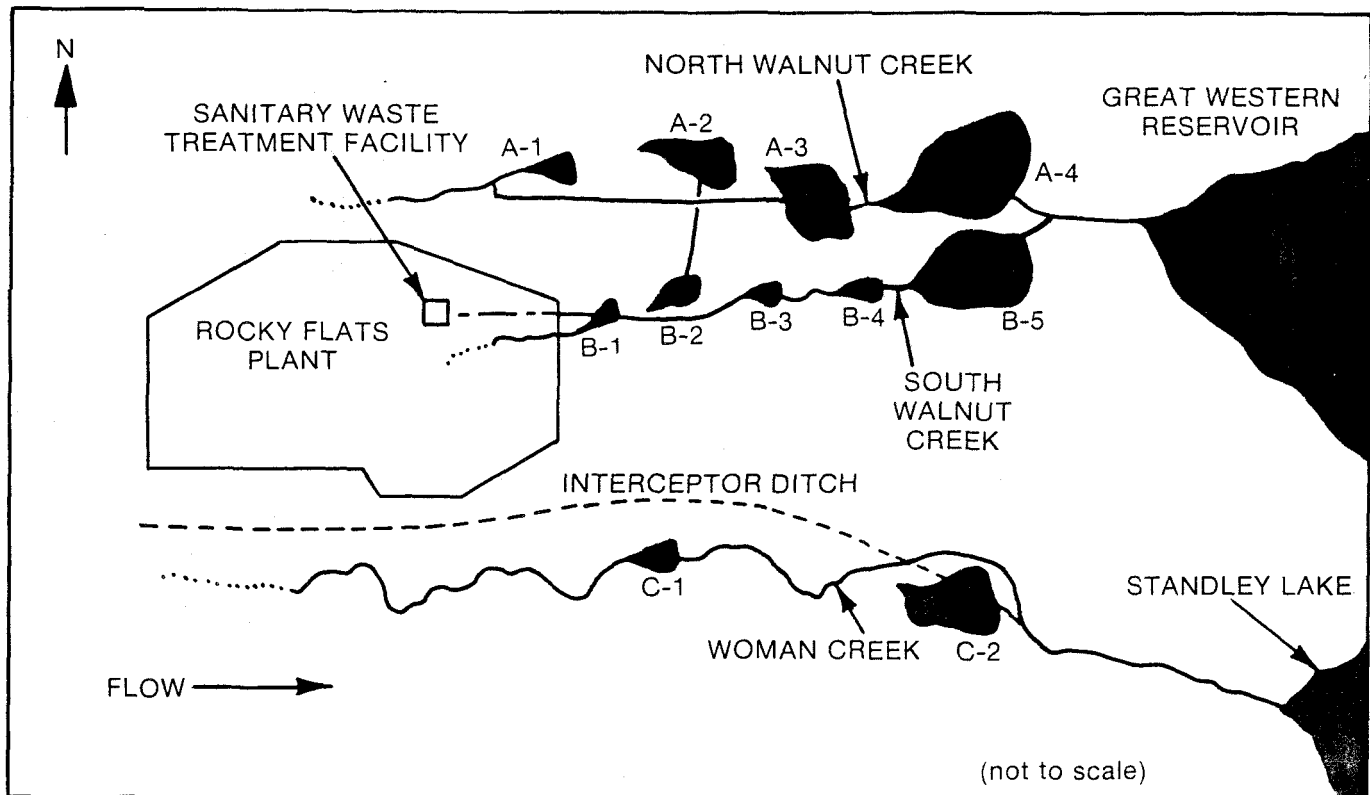 N
NORTH WALNUT CREEK
GREAT WESTERN
RESERVOIR
SANITARY WASTE
TREATMENT FACILITY
A-1
A-2
A-3
A-4
ROCKY FLATS
PLANT
B-1
B-2
B-3
B-4
B-5
SOUTH
WALNUT
CREEK
INTERCEPTOR DITCH
C-1
WOMAN CREEK
C-2
STANDLEY LAKE
FLOW
(not to scale)